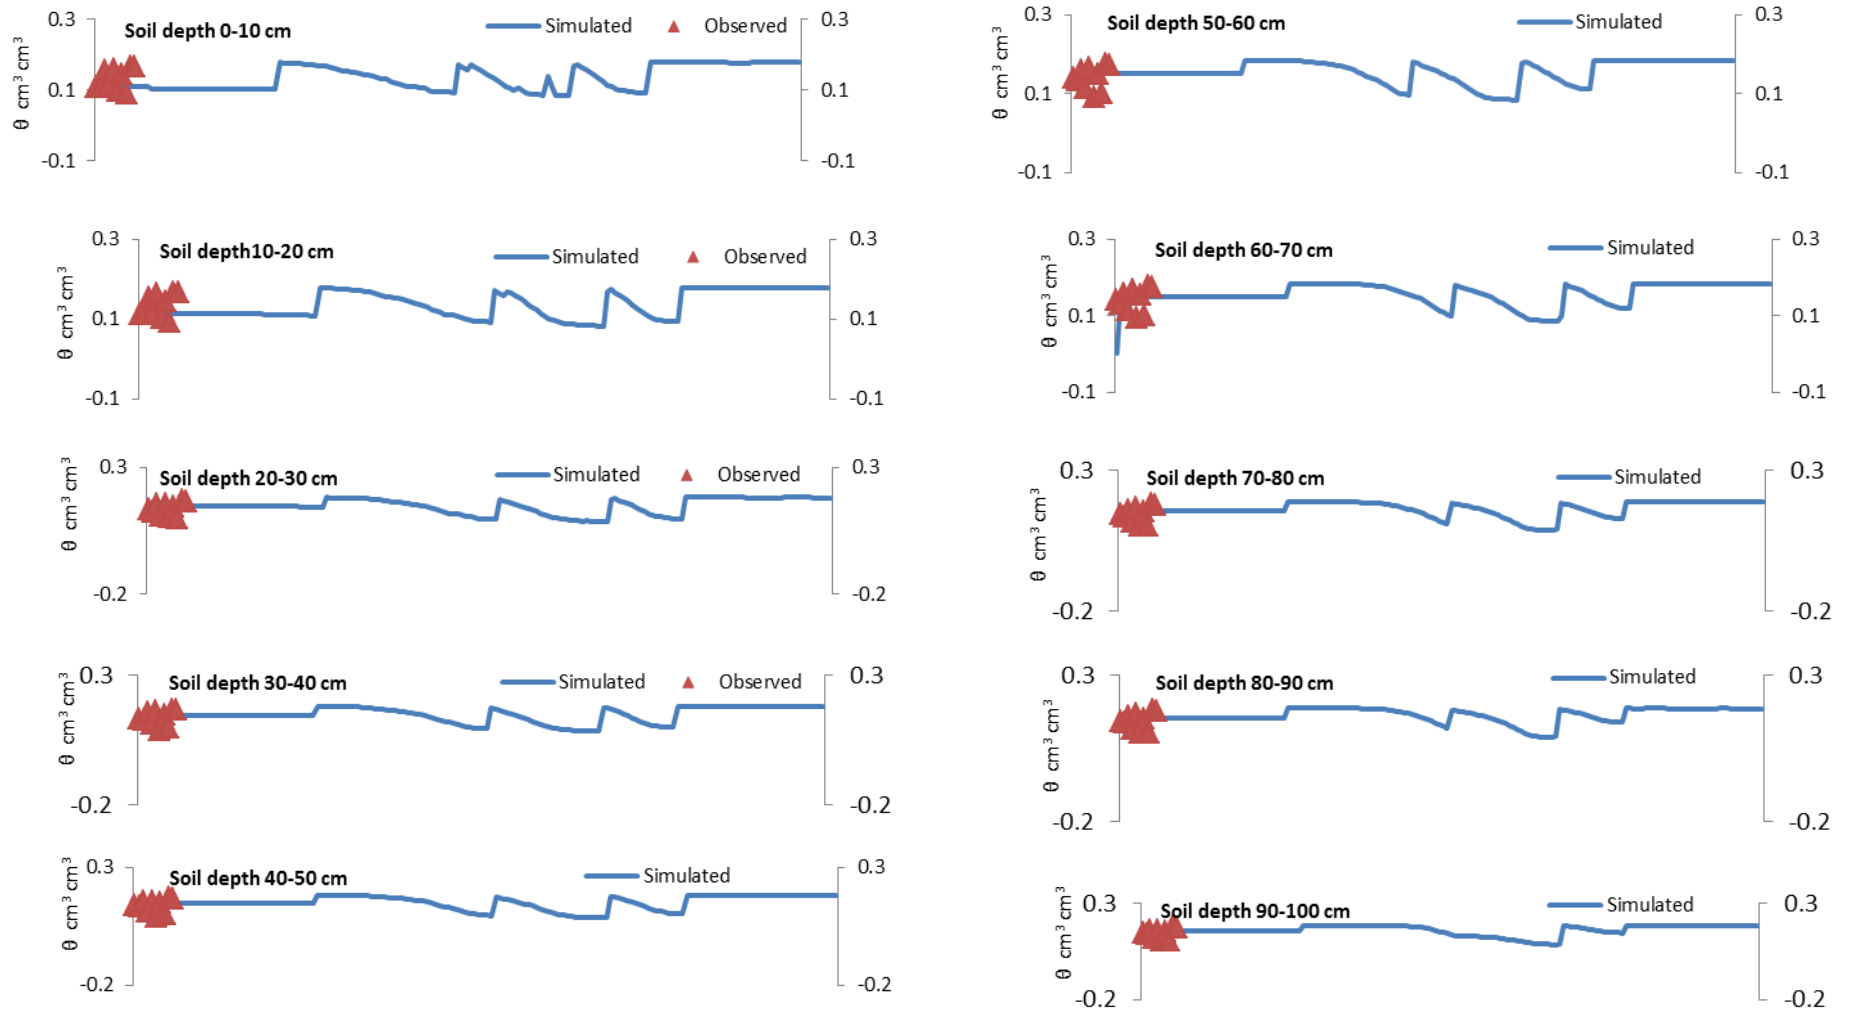 Soil depth 0-10 cm
Simulated
Observed
0.3
0.1
-0.1
θ cm³ cm³
0.3
0.1
-0.1
Soil depth10-20 cm
Simulated
Observed
0.3
0.1
-0.1
θ cm³ cm³
0.3
0.1
-0.1
Soil depth 20-30 cm
Simulated
Observed
0.3
-0.2
θ cm³ cm³
0.3
-0.2
Soil depth 30-40 cm
Simulated
Observed
0.3
-0.2
θ cm³ cm³
0.3
-0.2
Soil depth 40-50 cm
Simulated
0.3
-0.2
θ cm³ cm³
0.3
-0.2
Soil depth 50-60 cm
Simulated
0.3
0.1
-0.1
θ cm³ cm³
0.3
0.1
-0.1
Soil depth 60-70 cm
Simulated
0.3
0.1
-0.1
θ cm³ cm³
0.3
0.1
-0.1
Soil depth 70-80 cm
Simulated
0.3
-0.2
θ cm³ cm³
0.3
-0.2
Soil depth 80-90 cm
Simulated
0.3
-0.2
θ cm³ cm³
0.3
-0.2
Soil depth 90-100 cm
Simulated
0.3
-0.2
θ cm³ cm³
0.3
-0.2